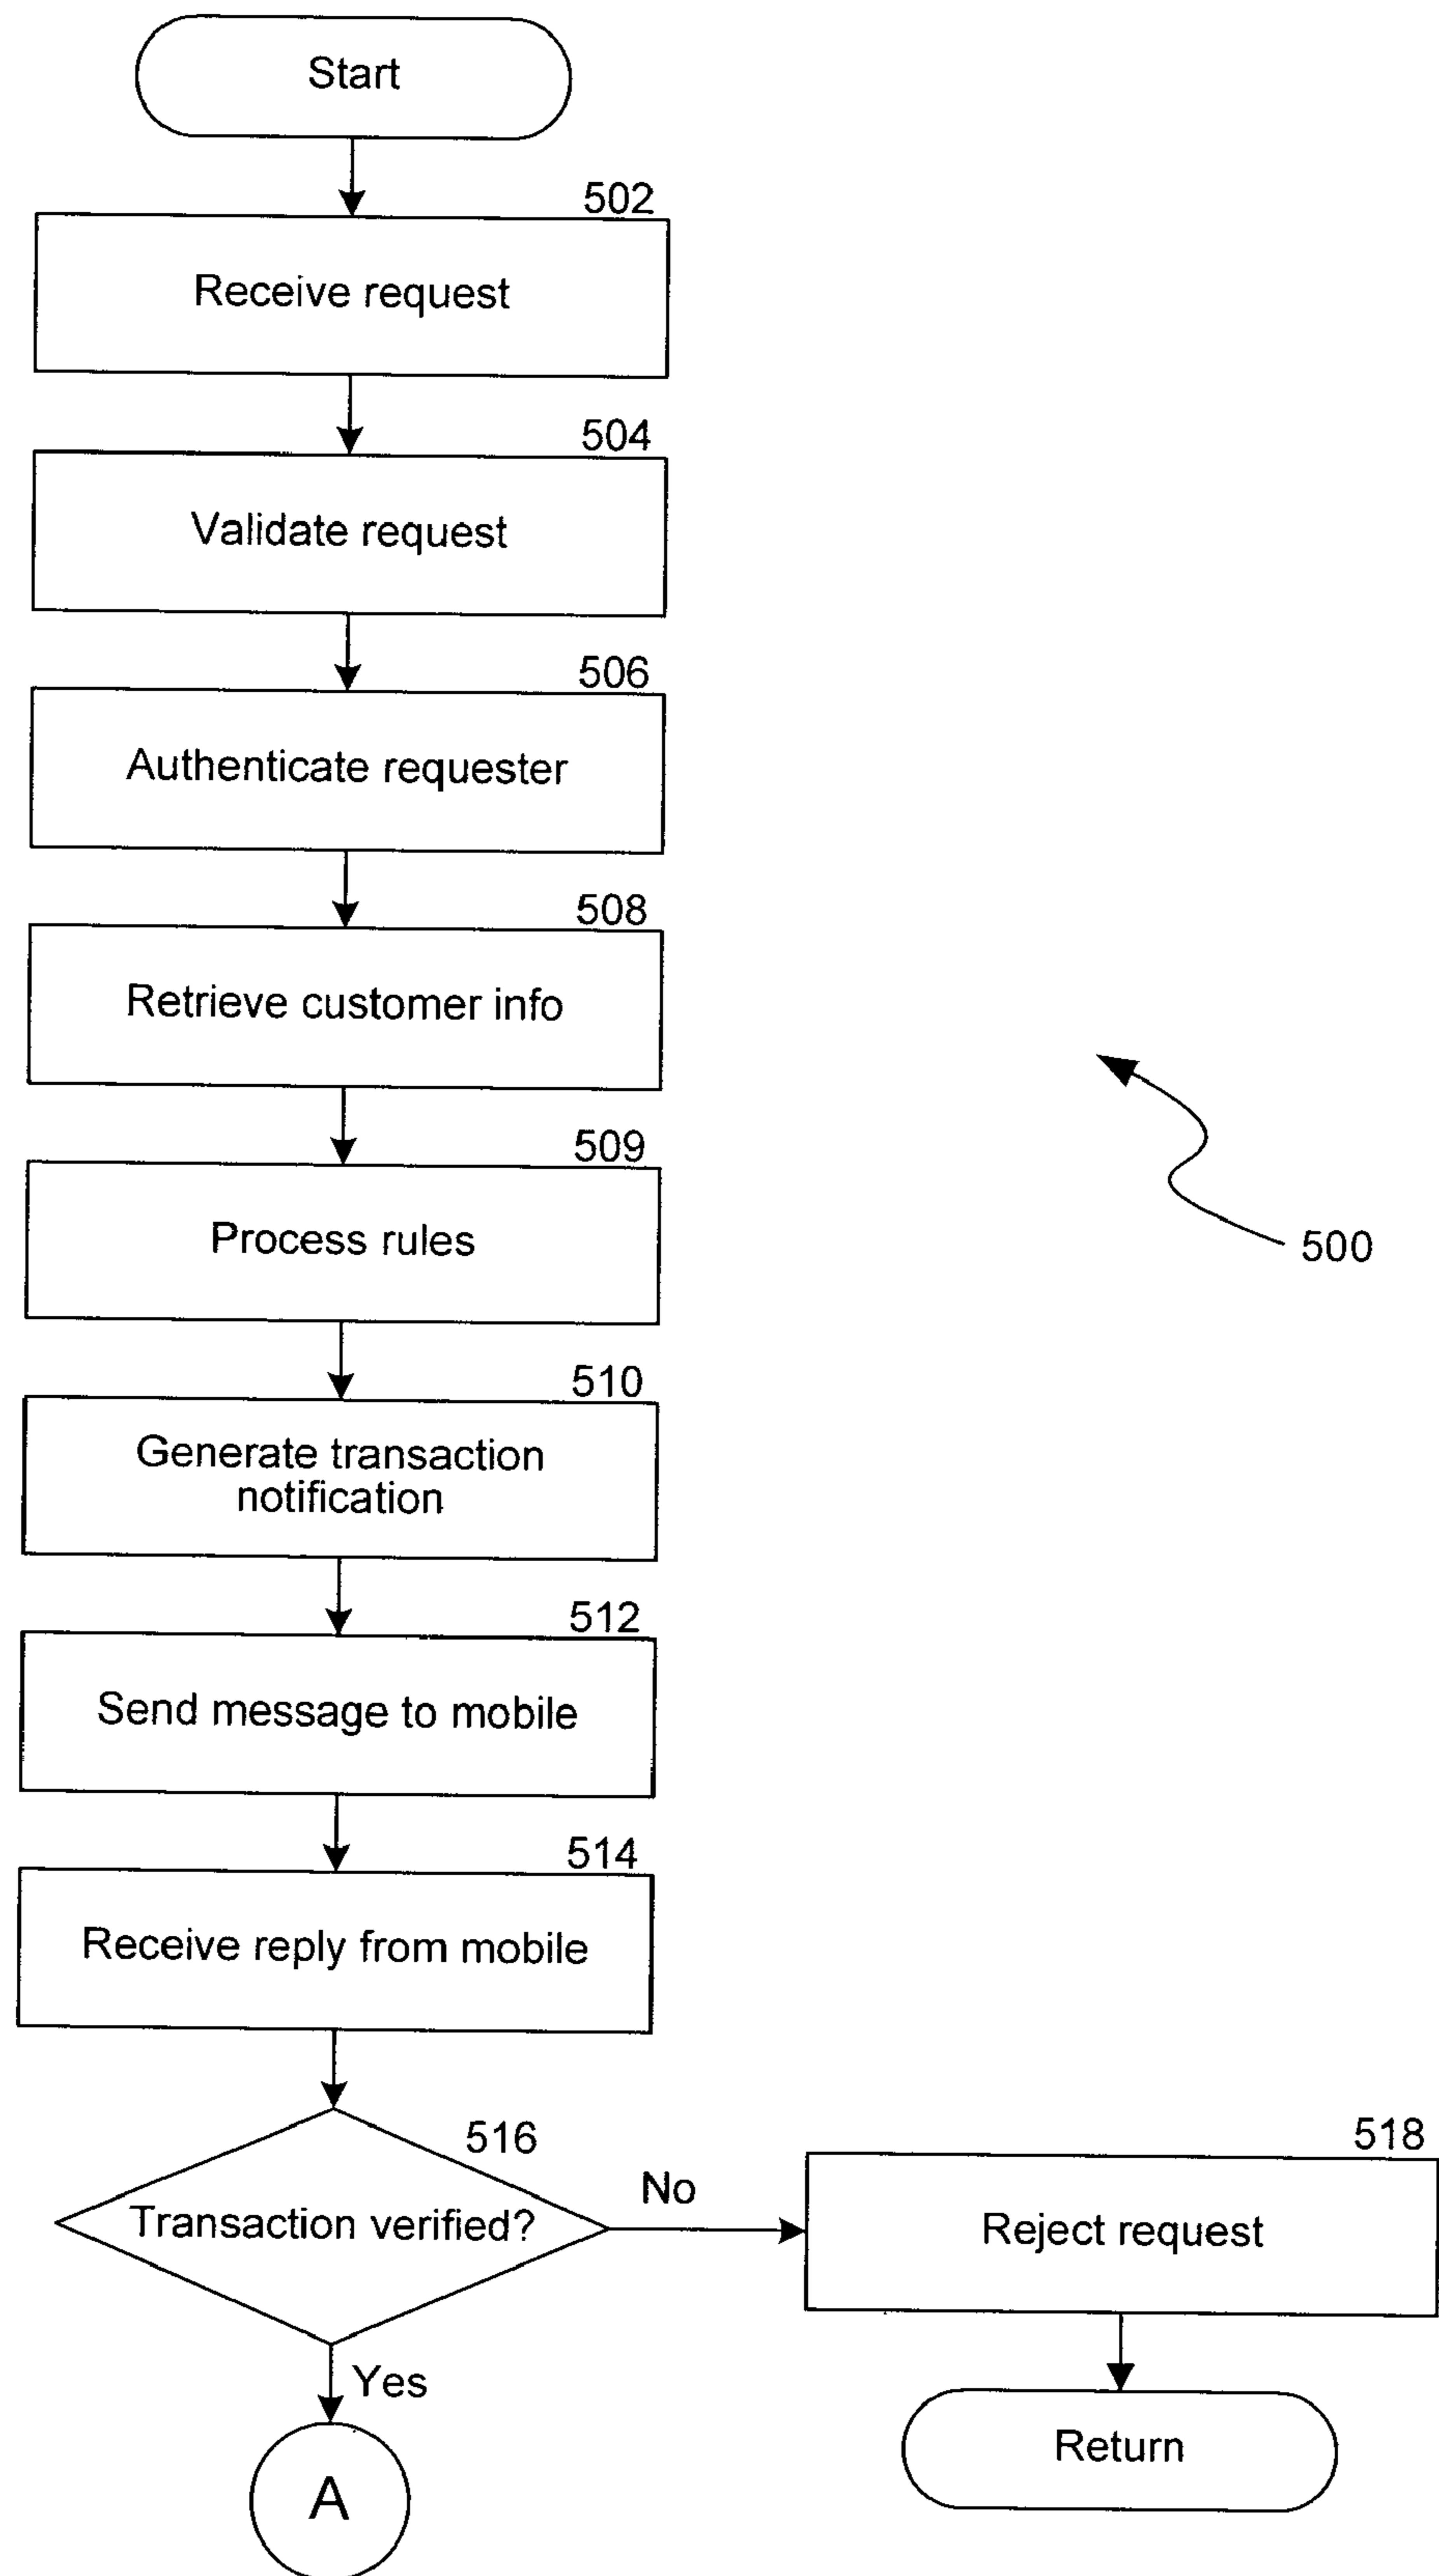 Start
502
Receive request
504
Validate request
506
Authenticate requester
508
Retrieve customer info
509
Process rules
500
510
Generate transaction
notification
512
Send message to mobile
514
Receive reply from mobile
516
518
Transaction verified?
No
Reject request
Yes
Return
A